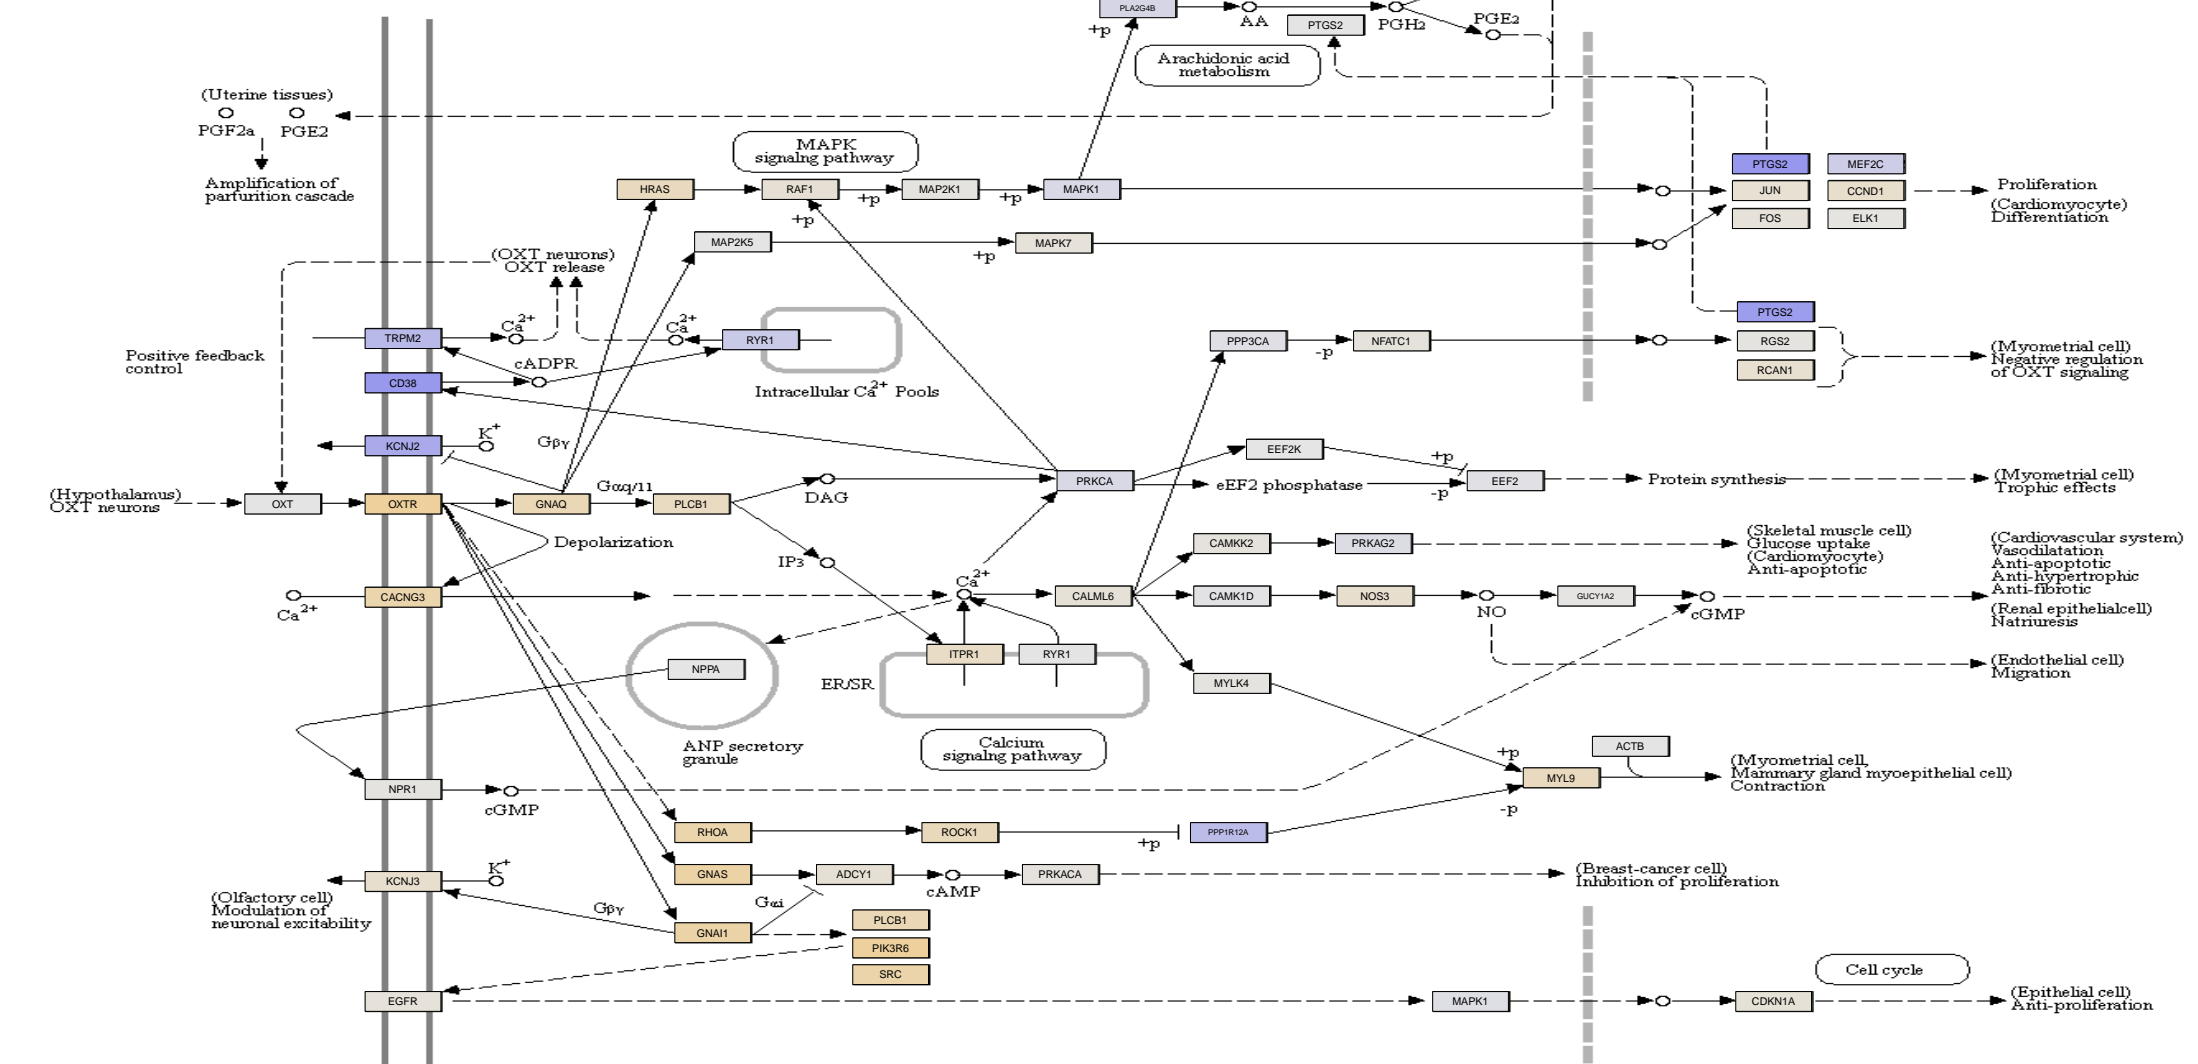 PLA2G4B
+p
AA
PTGS2
PGH2
PGE2
Arachidonic acid
metabolism
(Uterine tissues)
PGF2a
PGE2
Amplification of
parturition cascade
MAPK
signalng pathway
HRAS
RAF1
+p
+p
MAP2K1
+p
MAPK1
PTGS2
MEF2C
JUN
CCND1
FOS
ELK1
Proliferation
(Cardiomyocyte)
Differentiation
MAP2K5
+p
MAPK7
(OXT neurons)
OXT release
Positive feedback
control
TRPM2
Ca2+
Ca2+
RYR1
cADPR
CD38
Intracellular Ca2+ Pools
PPP3CA
-p
NFATC1
PTGS2
RGS2
RCAN1
(Myometrial cell)
Negative regulation
of OXT signaling
KCNJ2
K+
Gβγ
(Hypothalamus)
OXT neurons
OXT
OXTR
GNAQ
Gαq/11
PLCB1
DAG
PRKCA
EEF2K
+p
eEF2 phosphatase
-p
EEF2
Protein synthesis
(Myometrial cell)
Trophic effects
Depolarization
IP3
CAMKK2
PRKAG2
(Skeletal muscle cell)
Glucose uptake
(Cardiomyocyte)
Anti-apoptotic
(Cardiovascular system)
Vasodilatation
Anti-apoptotic
Anti-hypertrophic
Anti-fibrotic
(Renal epithelialcell)
Natriuresis
Ca2+
CACNG3
Ca2+
CALML6
CAMK1D
NOS3
NO
GUCY1A2
cGMP
(Endothelial cell)
Migration
NPPA
ITPR1
RYR1
ER/SR
MYLK4
ANP secretory
granule
Calcium
signalng pathway
+p
MYL9
-p
ACTB
(Myometrial cell,
Mammary gland myoepithelial cell)
Contraction
NPR1
cGMP
RHOA
ROCK1
+p
PPP1R12A
KCNJ3
K+
(Olfactory cell)
Modulation of
neuronal excitability
Gβγ
GNAS
Gαi
ADCY1
cAMP
PRKACA
(Breast-cancer cell)
Inhibition of proliferation
GNAI1
PLCB1
PIK3R6
SRC
Cell cycle
EGFR
MAPK1
CDKN1A
(Epithelial cell)
Anti-proliferation